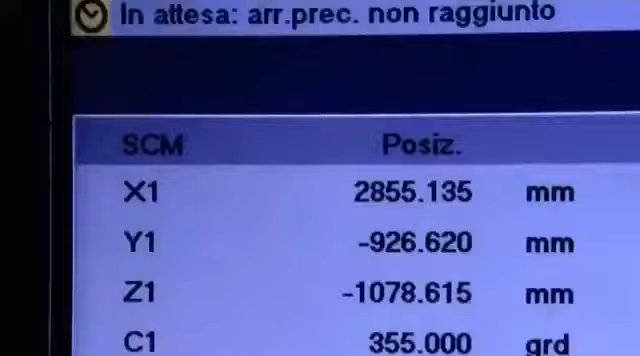 In attesa: arr.prec. non raggiunto
SCM Posiz.
X1 2855.135 mm
Y1 -926.620 mm
Z1 -1078.615 mm
C1 355.000 grd